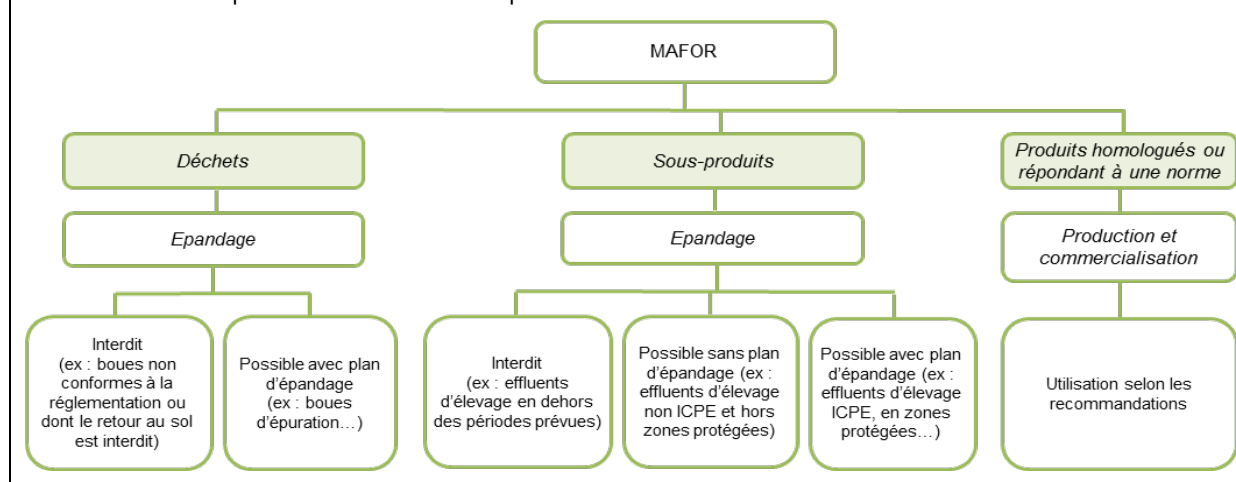 MAFOR
Déchets
Sous-produits
Produits homologués ou
répondant à une norme
Epandage
Epandage
Production et
commercialisation
Interdit
(ex : boues non
conformes à la
réglementation ou
dont le retour au sol
est interdit)
Possible avec plan
d’épandage
(ex : boues
d’épuration…)
Interdit
(ex : effluents
d’élevage en dehors
des périodes prévues)
Possible sans plan
d’épandage (ex :
effluents d’élevage
non ICPE et hors
zones protégées)
Possible avec plan
d’épandage (ex :
effluents d’élevage
ICPE, en zones
protégées…)
Utilisation selon les
recommandations